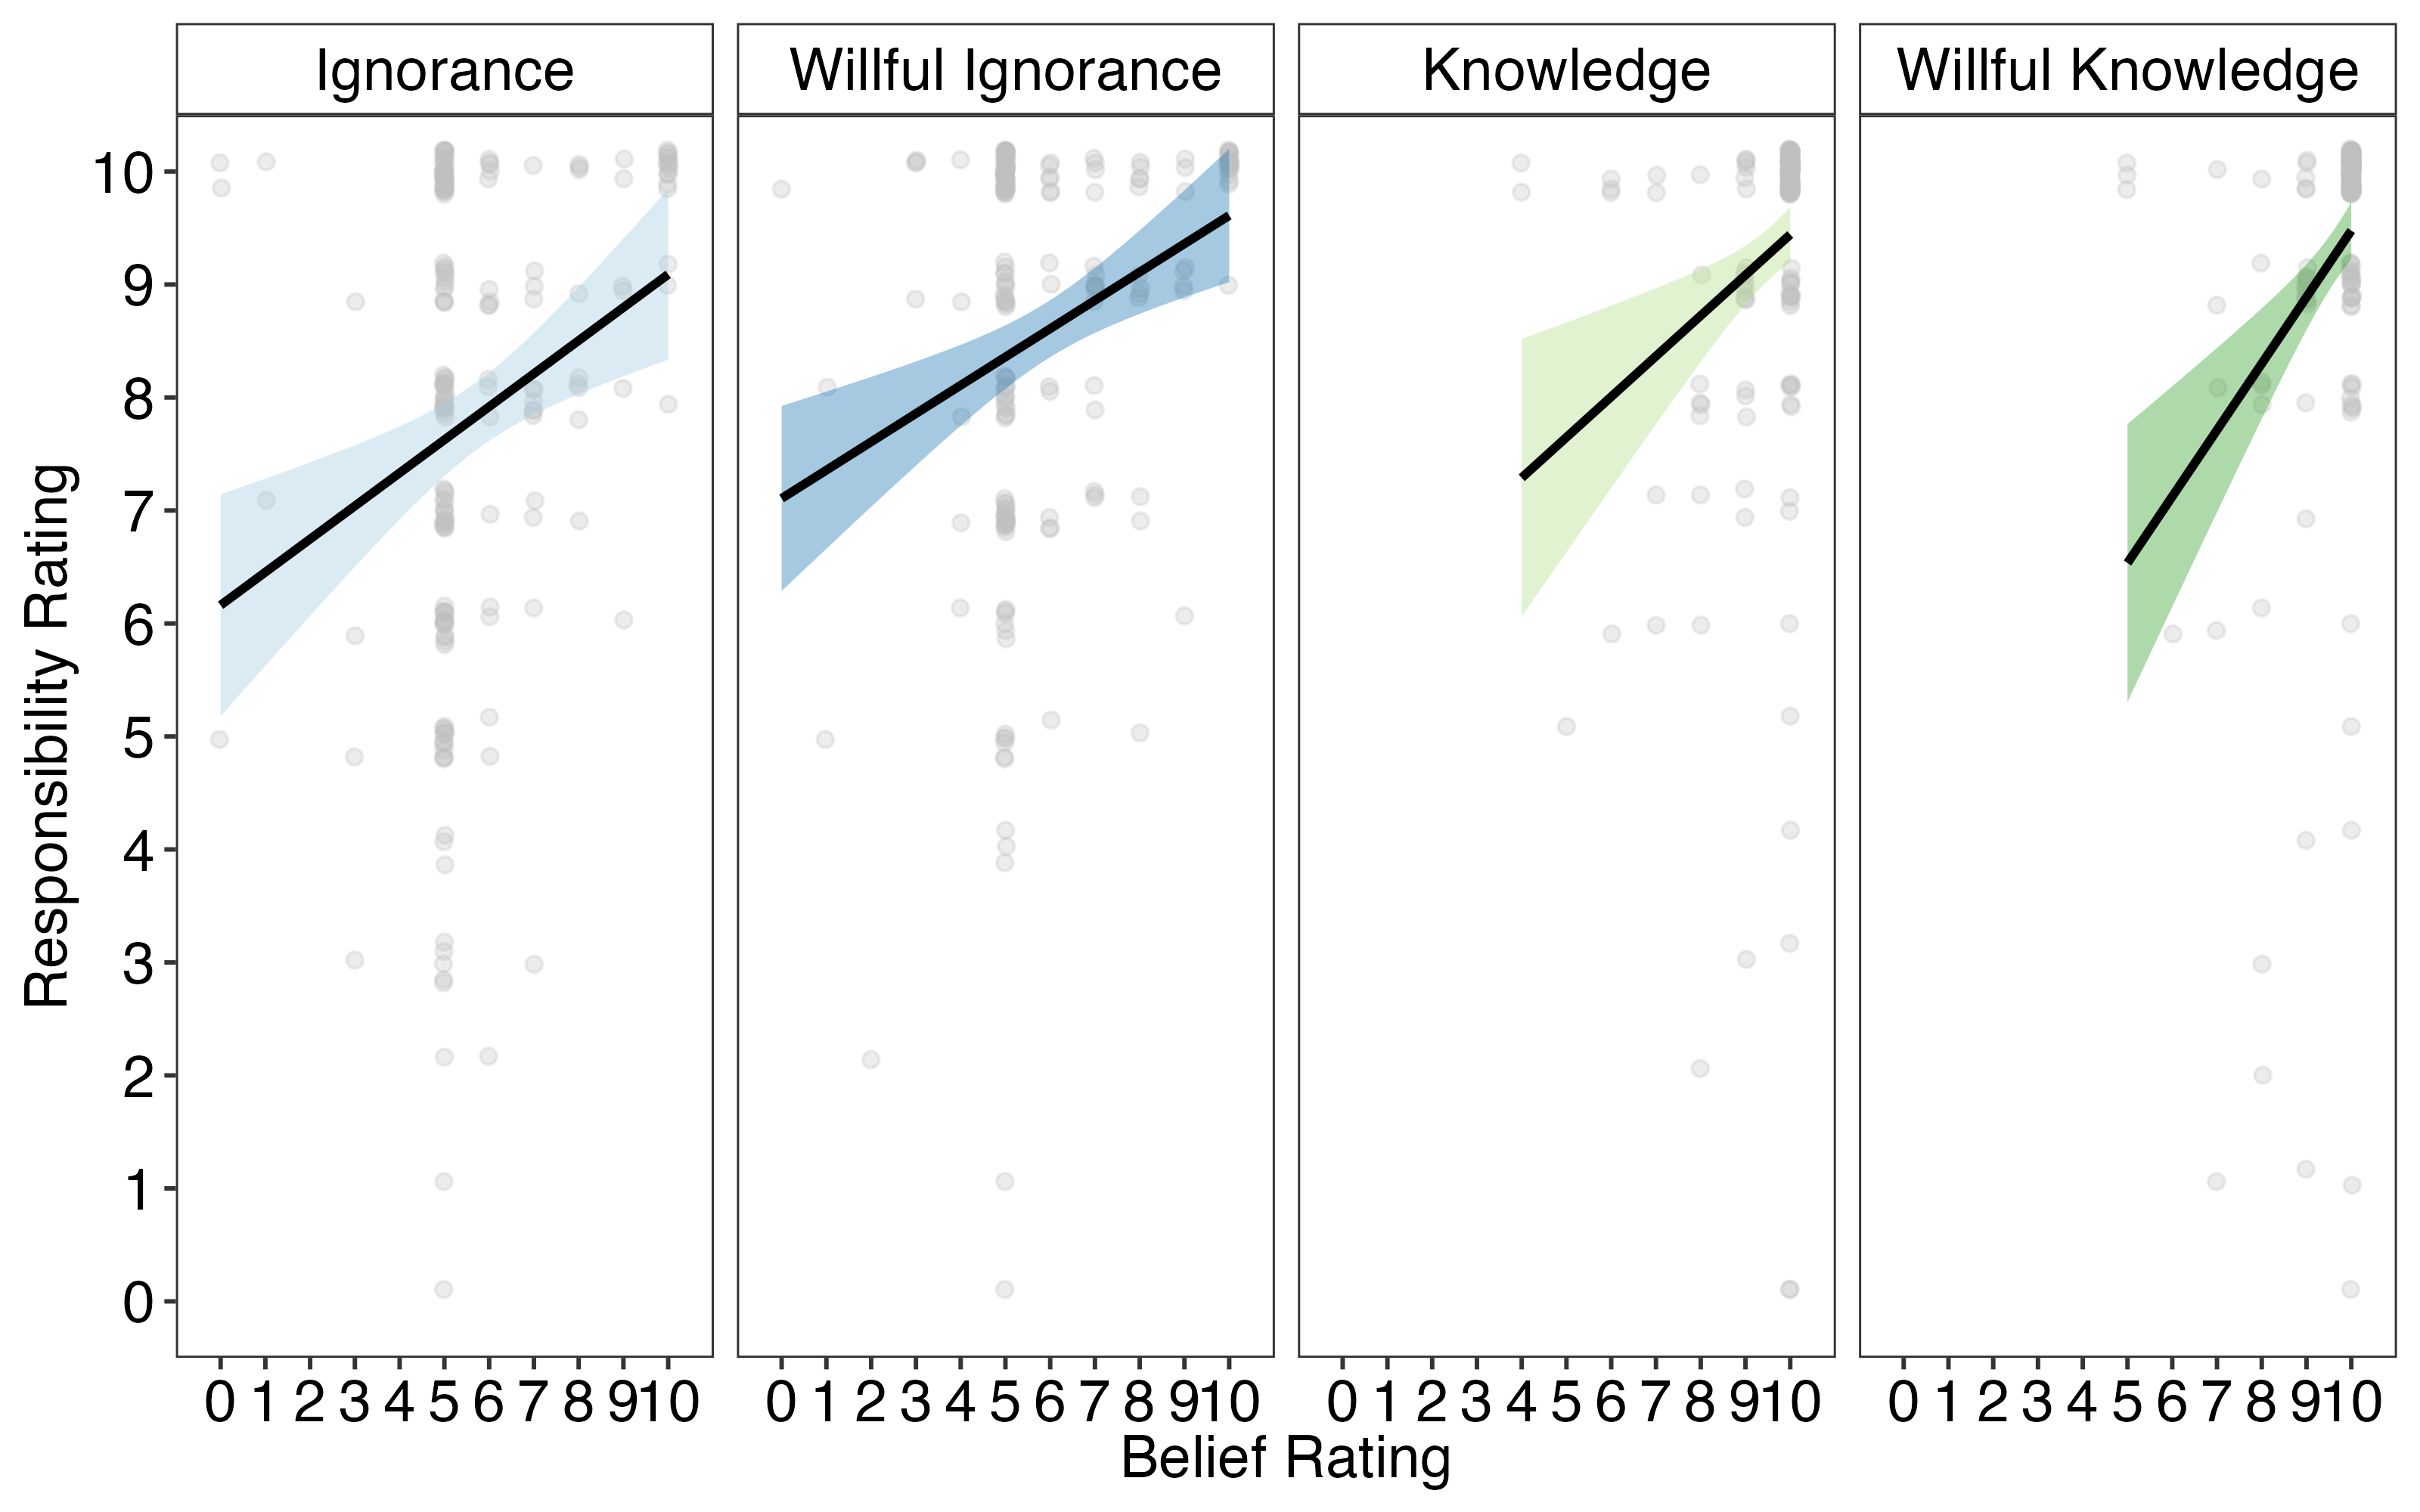 Ignorance
Willful Ignorance
Knowledge
Willful Knowledge
Responsibility Rating
10
9
8
7
6
5
4
3
2
1
0
0 1 2 3 4 5 6 7 8 9 10
0 1 2 3 4 5 6 7 8 9 10
0 1 2 3 4 5 6 7 8 9 10
0 1 2 3 4 5 6 7 8 9 10
Belief Rating